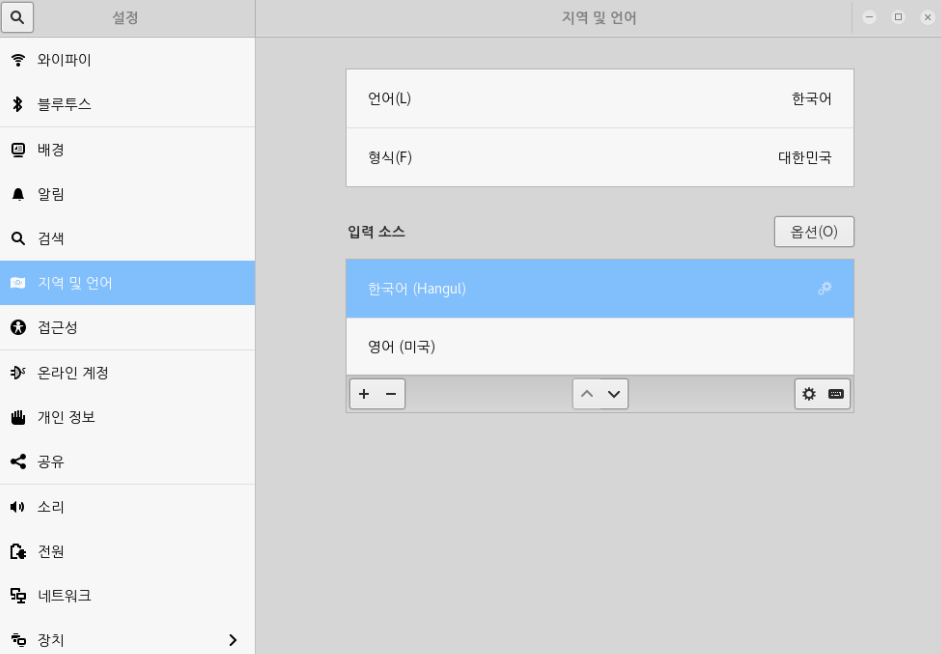 설정
지역 및 언어
와이파이
블루투스
배경
알림
검색
지역 및 언어
접근성
온라인 계정
개인 정보
공유
소리
전원
네트워크
장치
언어(L) 한국어
형식(F) 대한민국
입력 소스 옵션(O)
한국어 (Hangul)
영어 (미국)